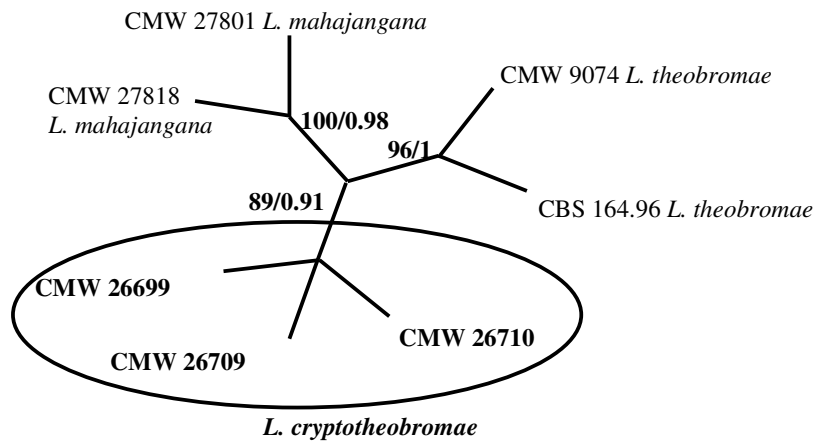 CMW 27801 L. mahajangana
CMW 9074 L. theobromae
CMW 27818
L. mahajangana
100/0.98
96/1
89/0.91
CBS 164.96 L. theobromae
CMW 26699
CMW 26710
CMW 26709
L. cryptotheobromae